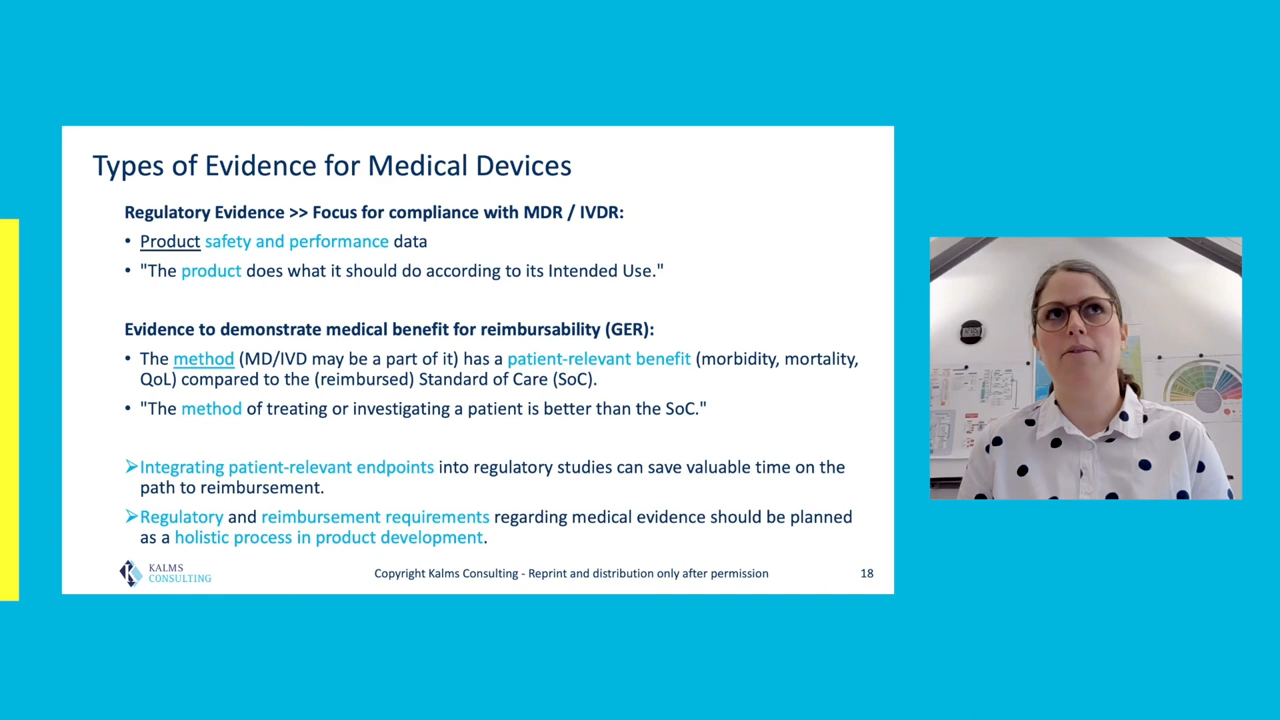 Types of Evidence for Medical Devices
Regulatory Evidence >> Focus for compliance with MDR / IVDR:
• Product safety and performance data
• "The product does what it should do according to its Intended Use."
Evidence to demonstrate medical benefit for reimbursability (GER):
• The method (MD/IVD may be a part of it) has a patient-relevant benefit (morbidity, mortality,
QoL) compared to the (reimbursed) Standard of Care (SoC).
• "The method of treating or investigating a patient is better than the SoC."
➢Integrating patient-relevant endpoints into regulatory studies can save valuable time on the
path to reimbursement.
➢Regulatory and reimbursement requirements regarding medical evidence should be planned
as a holistic process in product development.
KALMS
CONSULTING
Copyright Kalms Consulting - Reprint and distribution only after permission
18